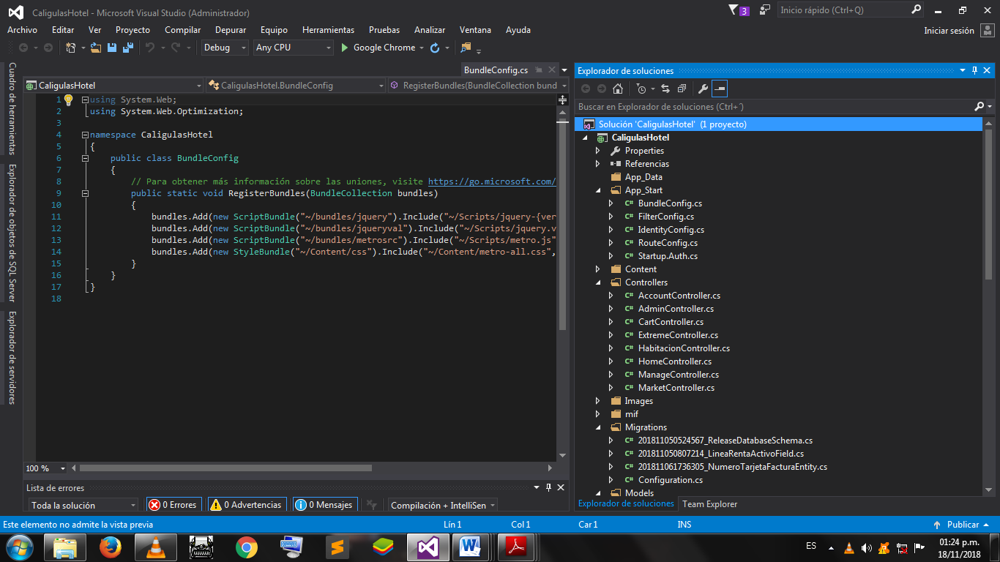 CaligulasHotel - Microsoft Visual Studio (Administrador)
3
Inicio rápido (Ctrl+Q)
Archivo Editar Ver Proyecto Compilar Depurar Equipo Herramientas Pruebas Analizar Ventana Ayuda
Iniciar sesión
Debug Any CPU Google Chrome
Cuadro de herramientas
Explorador de objetos de SQL Server
Explorador de servidores
BundleConfig.cs
CaligulasHotel CaligulasHotel.BundleConfig RegisterBundles(BundleCollection bund
1 using System.Web;
2 using System.Web.Optimization;
3
4 namespace CaligulasHotel
5 {
6 public class BundleConfig
7 {
8 // Para obtener más información sobre las uniones, visite https://go.microsoft.com/
9 public static void RegisterBundles(BundleCollection bundles)
10 {
11 bundles.Add(new ScriptBundle("~/bundles/jquery").Include("~/Scripts/jquery-{ver
12 bundles.Add(new ScriptBundle("~/bundles/jqueryval").Include("~/Scripts/jquery.v
13 bundles.Add(new ScriptBundle("~/bundles/metrosrc").Include("~/Scripts/metro.js"
14 bundles.Add(new StyleBundle("~/Content/css").Include("~/Content/metro-all.css",
15 }
16 }
17 }
18
100 %
Lista de errores
Toda la solución 0 Errores 0 Advertencias 0 Mensajes Compilación + IntelliSen
Explorador de soluciones
Buscar en Explorador de soluciones (Ctrl+´)
Solución 'CaligulasHotel' (1 proyecto)
CaligulasHotel
Properties
Referencias
App_Data
App_Start
C# BundleConfig.cs
C# FilterConfig.cs
C# IdentityConfig.cs
C# RouteConfig.cs
C# Startup.Auth.cs
Content
Controllers
C# AccountController.cs
C# AdminController.cs
C# CartController.cs
C# ExtremeController.cs
C# HabitacionController.cs
C# HomeController.cs
C# ManageController.cs
C# MarketController.cs
Images
mif
Migrations
C# 201811050524567_ReleaseDatabaseSchema.cs
C# 201811050807214_LineaRentaActivoField.cs
C# 201811061736305_NumeroTarjetaFacturaEntity.cs
C# Configuration.cs
Models
Explorador de soluciones Team Explorer
Este elemento no admite la vista previa Lín 1 Col 1 Car 1 INS Publicar
ES 01:24 p.m.
18/11/2018